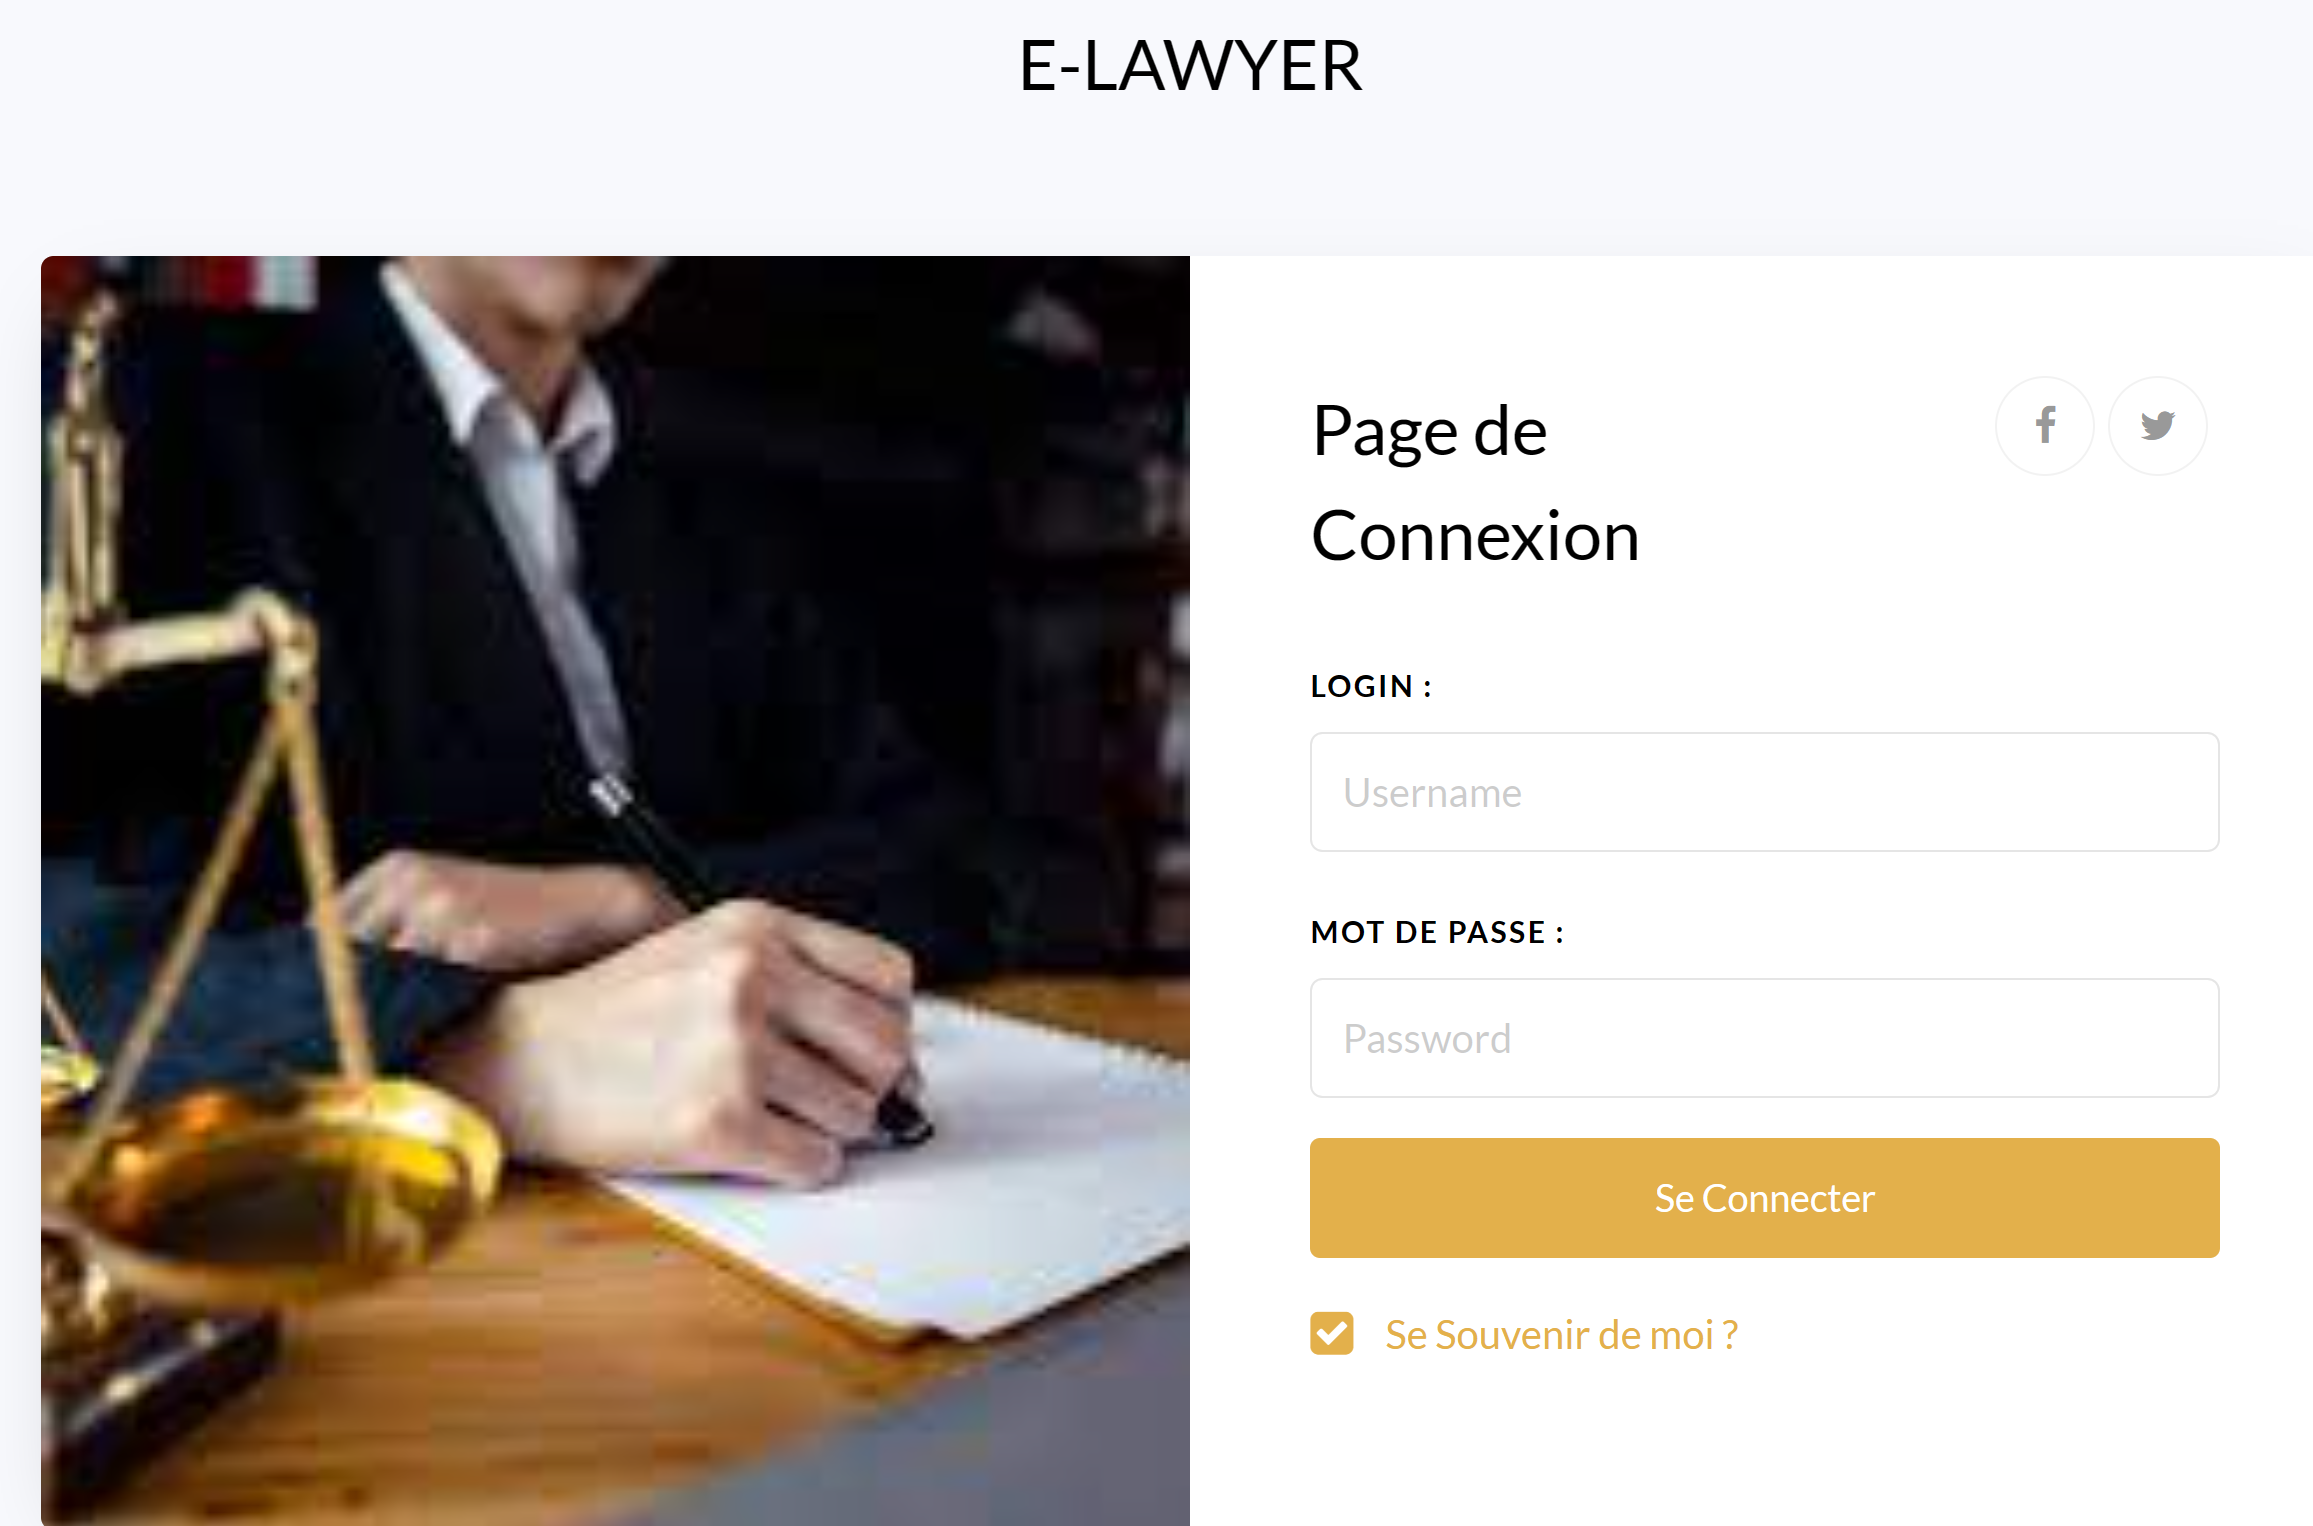 E-LAWYER
Page de
Connexion
LOGIN :
Username
MOT DE PASSE :
Password
Se Connecter
Se Souvenir de moi ?